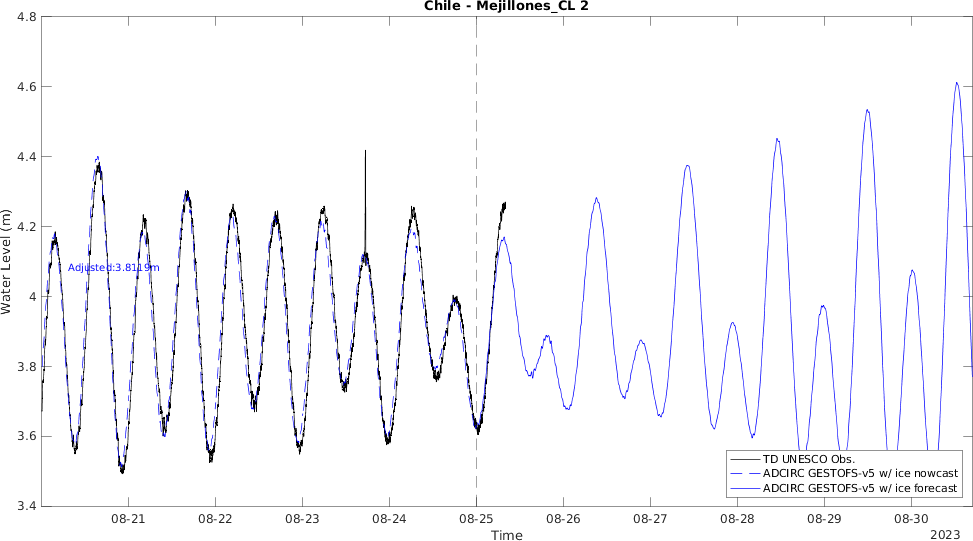 Chile - Mejillones_CL 2
4.8
4.6
4.4
4.2
4
3.8
3.6
3.4
Water Level (m)
Adjusted:3.8119m
TD UNESCO Obs.
ADCIRC GESTOFS-v5 w/ ice nowcast
ADCIRC GESTOFS-v5 w/ ice forecast
08-21 08-22 08-23 08-24 08-25 08-26 08-27 08-28 08-29 08-30
Time
2023